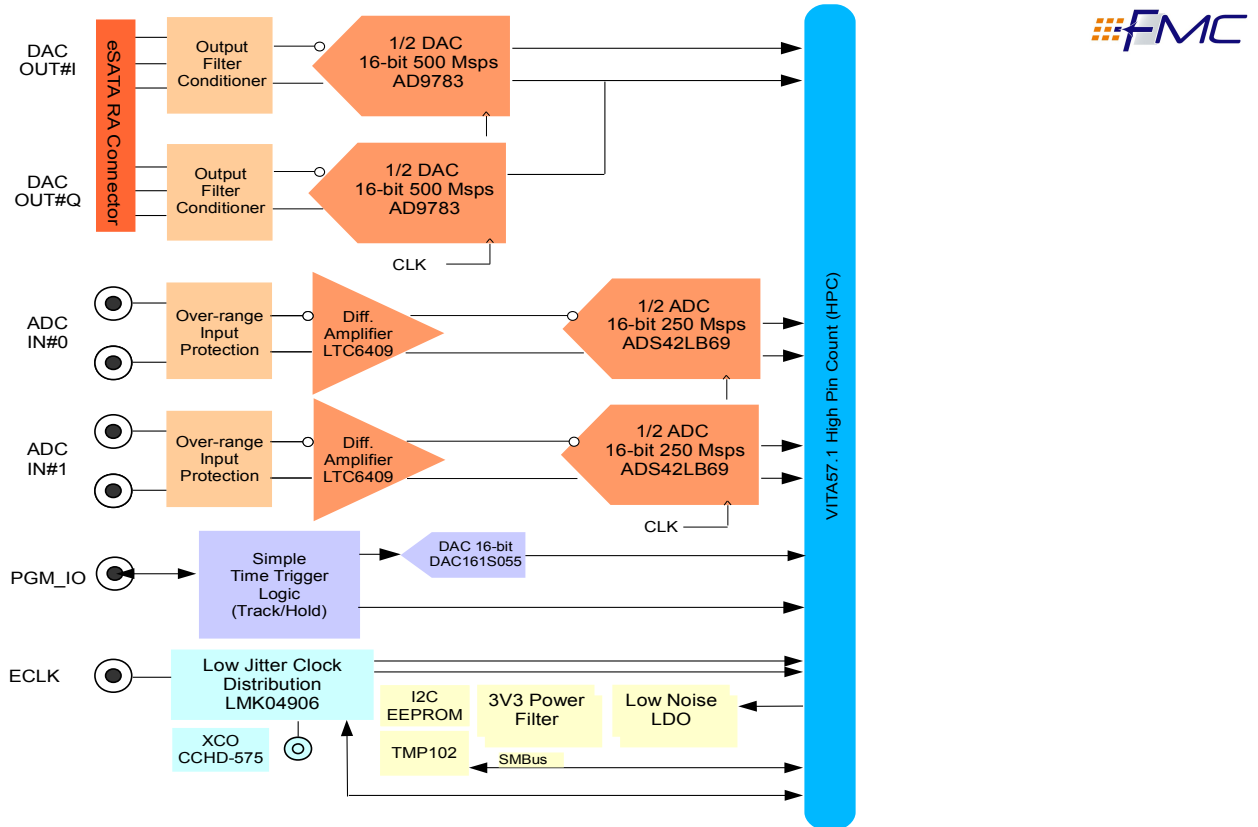 DAC
OUT#I
eSATA RA Connector
Output
Filter
Conditioner
1/2 DAC
16-bit 500 Msps
AD9783
FMC
DAC
OUT#Q
Output
Filter
Conditioner
1/2 DAC
16-bit 500 Msps
AD9783
CLK
ADC
IN#0
Over-range
Input
Protection
Diff.
Amplifier
LTC6409
1/2 ADC
16-bit 250 Msps
ADS42LB69
VITA57.1 High Pin Count (HPC)
ADC
IN#1
Over-range
Input
Protection
Diff.
Amplifier
LTC6409
1/2 ADC
16-bit 250 Msps
ADS42LB69
CLK
PGM_IO
Simple
Time Trigger
Logic
(Track/Hold)
DAC 16-bit
DAC161S055
ECLK
Low Jitter Clock
Distribution
LMK04906
XCO
CCHD-575
I2C
EEPROM
3V3 Power
Filter
Low Noise
LDO
TMP102
SMBus